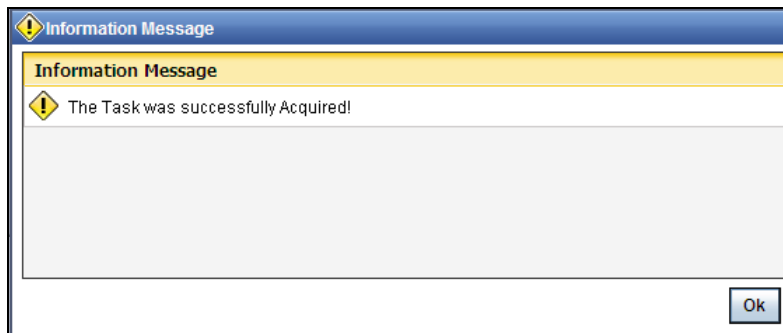 Information Message
Information Message
The Task was successfully Acquired!
Ok